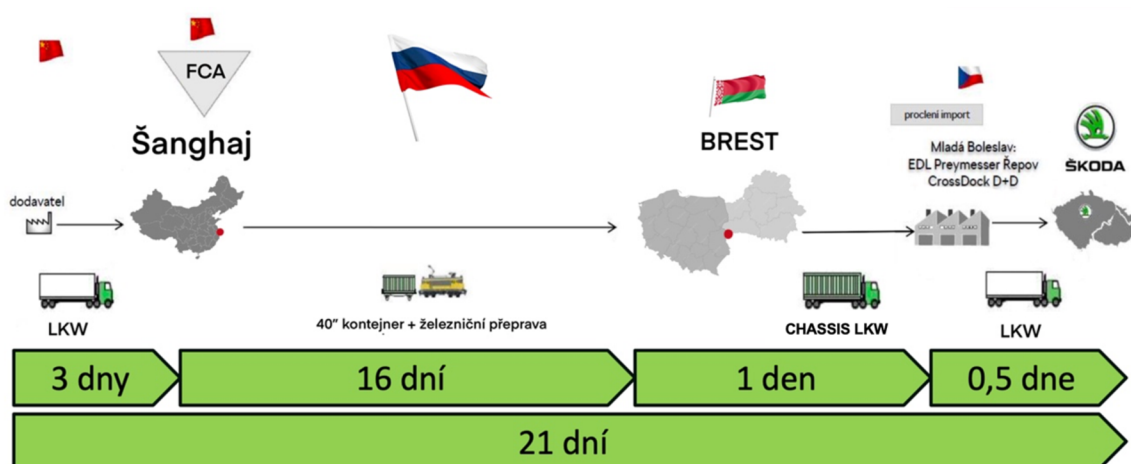 FCA
Šanghaj
BREST
proclení import
Mladá Boleslav:
EDL Preymesser Řepov
CrossDock D+D
ŠKODA
dodavatel
LKW
40" kontejner + železniční přeprava
CHASSIS LKW
LKW
3 dny
16 dní
1 den
0,5 dne
21 dní